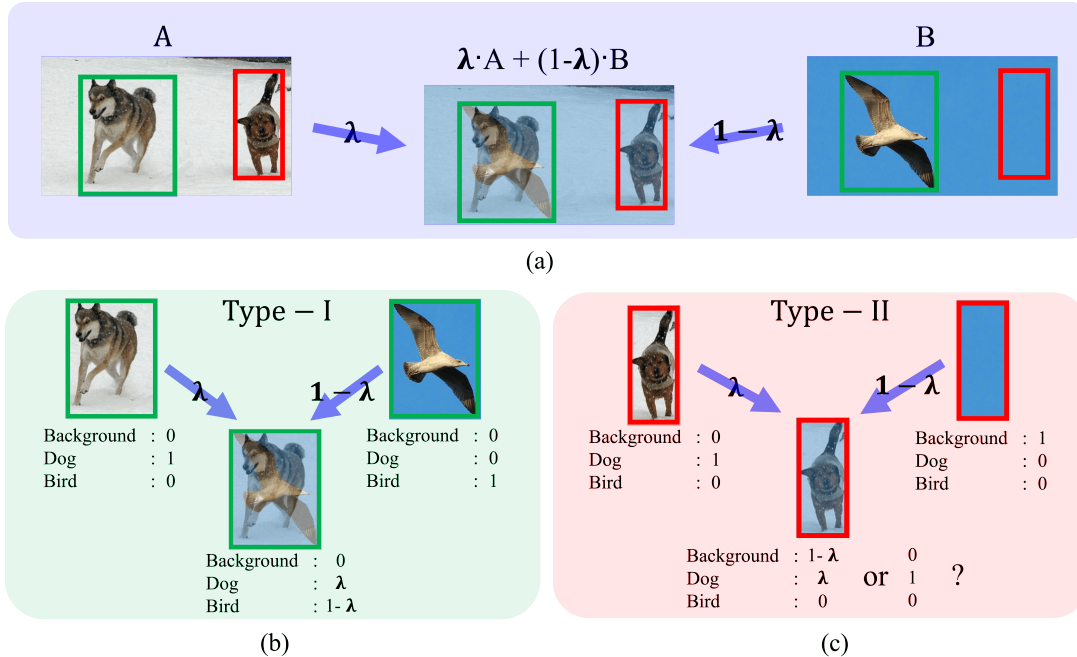 A
λ·A + (1-λ)·B
B
λ
1 − λ
(a)
Type − I
λ
1 − λ
Background : 0
Dog : 1
Bird : 0
Background : 0
Dog : 0
Bird : 1
Background : 0
Dog : λ
Bird : 1- λ
(b)
Type − II
λ
1 − λ
Background : 0
Dog : 1
Bird : 0
Background : 1
Dog : 0
Bird : 0
Background : 1- λ 0
Dog : λ or 1 ?
Bird : 0 0
(c)